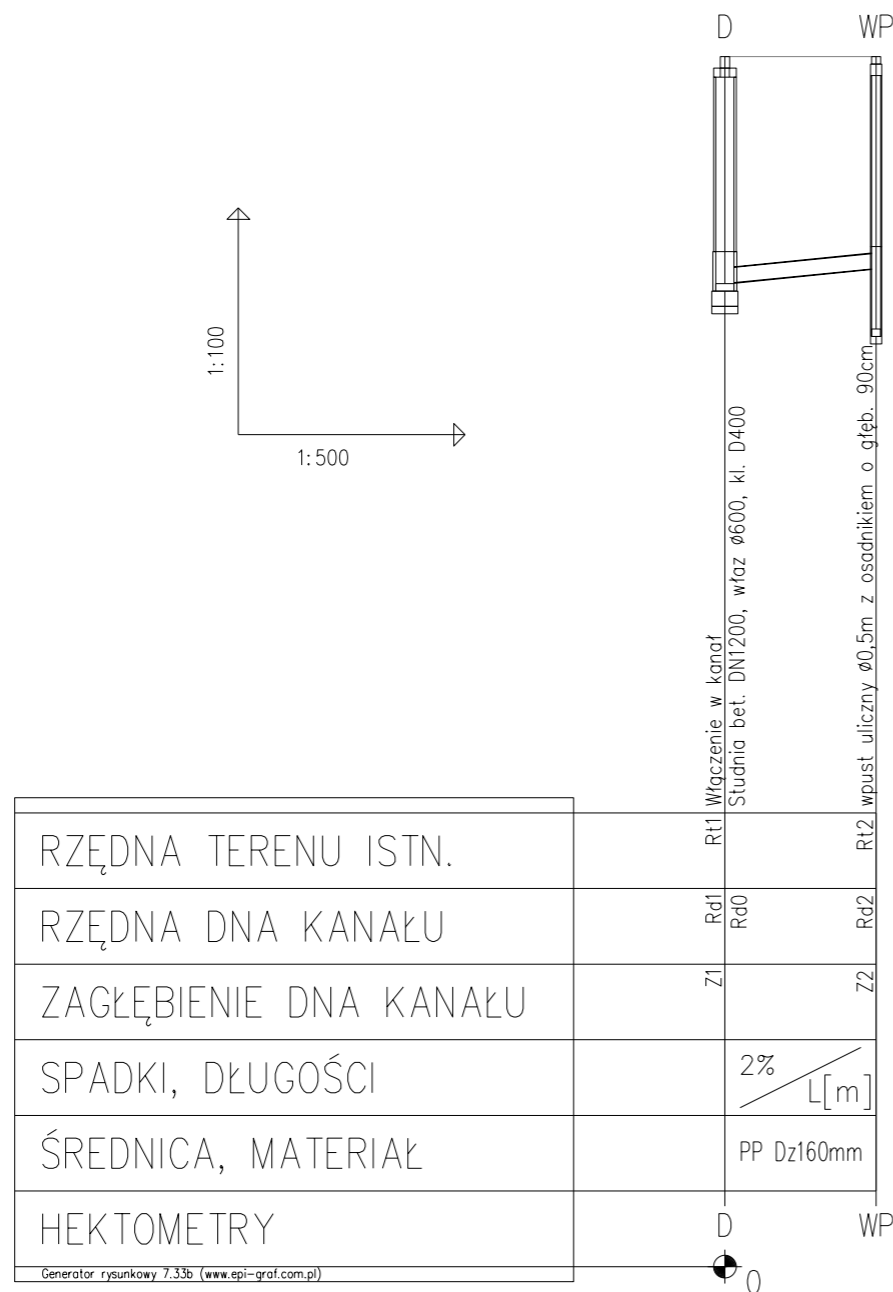 D
WP
1:100
1:500
Włączenie w kanał
Studnia bet. DN1200, właz ø600, kl. D400
wpust uliczny ø0,5m z osadnikiem o głęb. 90cm
RZĘDNA TERENU ISTN.
Rt1
Rt2
RZĘDNA DNA KANAŁU
Rd1
Rd0
Rd2
ZAGŁĘBIENIE DNA KANAŁU
Z1
Z2
SPADKI, DŁUGOŚCI
2%
L[m]
ŚREDNICA, MATERIAŁ
PP Dz160mm
HEKTOMETRY
D
WP
Generator rysunkowy 7.33b (www.epi-graf.com.pl)
0